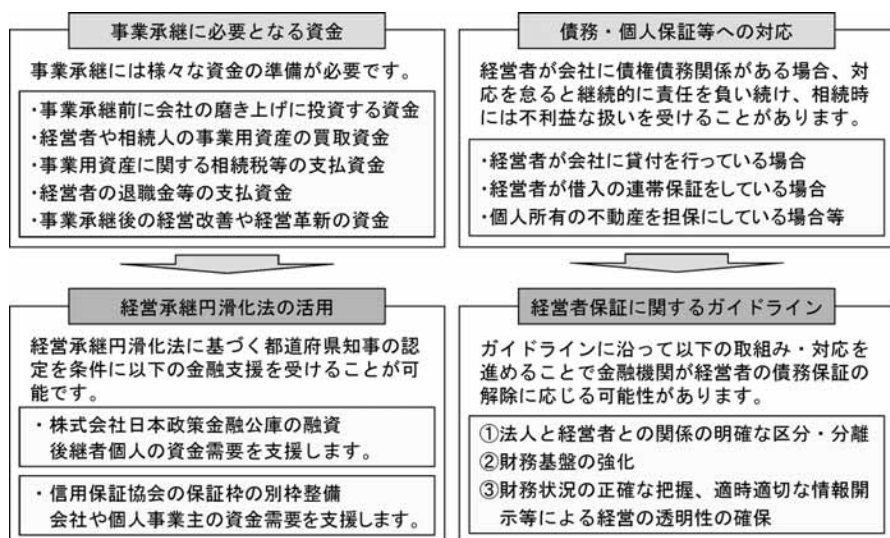 事業承継に必要となる資金
事業承継には様々な資金の準備が必要です。
・事業承継前に会社の磨き上げに投資する資金
・経営者や相続人の事業用資産の買取資金
・事業用資産に関する相続税等の支払資金
・経営者の退職金等の支払資金
・事業承継後の経営改善や経営革新の資金
債務・個人保証等への対応
経営者が会社に債権債務関係がある場合、対
応を怠ると継続的に責任を負い続け、相続時
には不利益な扱いを受けることがあります。
・経営者が会社に貸付を行っている場合
・経営者が借入の連帯保証をしている場合
・個人所有の不動産を担保にしている場合等
経営承継円滑化法の活用
経営承継円滑化法に基づく都道府県知事の認
定を条件に以下の金融支援を受けることが可
能です。
・株式会社日本政策金融公庫の融資
後継者個人の資金需要を支援します。
・信用保証協会の保証枠の別枠整備
会社や個人事業主の資金需要を支援します。
経営者保証に関するガイドライン
ガイドラインに沿って以下の取組み・対応を
進めることで金融機関が経営者の債務保証の
解除に応じる可能性があります。
①法人と経営者との関係の明確な区分・分離
②財務基盤の強化
③財務状況の正確な把握、適時適切な情報開
示等による経営の透明性の確保